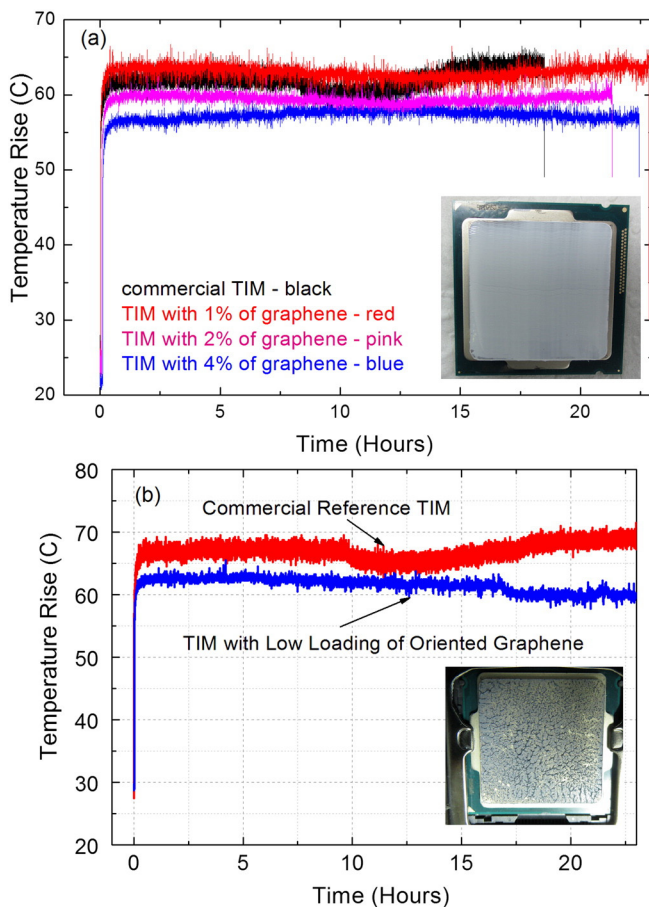 70
(a)
60
50
40
30
20
Temperature Rise (C)
commercial TIM - black
TIM with 1% of graphene - red
TIM with 2% of graphene - pink
TIM with 4% of graphene - blue
0 5 10 15 20
Time (Hours)
80
(b)
70
60
50
40
30
20
Temperature Rise (C)
Commercial Reference TIM
TIM with Low Loading of Oriented Graphene
0 5 10 15 20
Time (Hours)